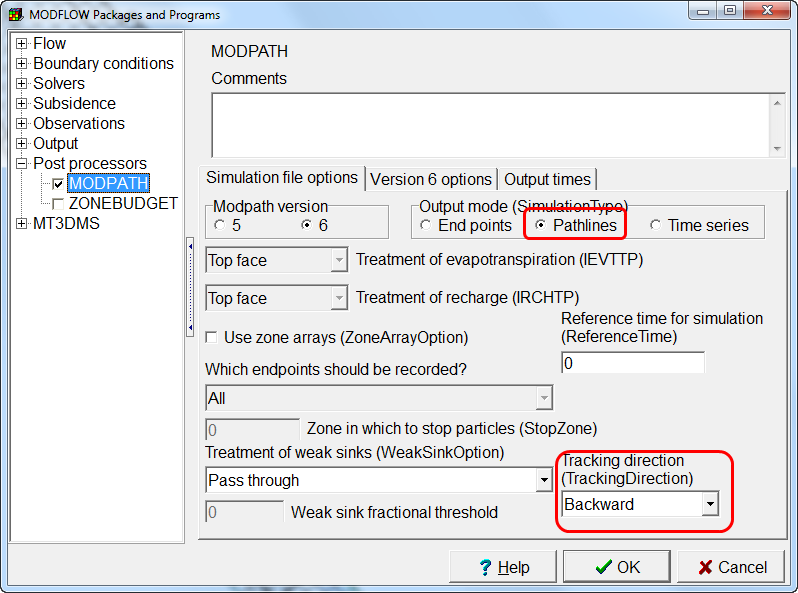 MODFLOW Packages and Programs
Flow
Boundary conditions
Solvers
Subsidence
Observations
Output
Post processors
MODPATH
ZONEBUDGET
MT3DMS
MODPATH
Comments
Simulation file options
Version 6 options
Output times
Modpath version
5
6
Output mode (SimulationType)
End points
Pathlines
Time series
Top face
Treatment of evapotranspiration (IEVTTP)
Top face
Treatment of recharge (IRCHTP)
Use zone arrays (ZoneArrayOption)
Reference time for simulation
(ReferenceTime)
0
Which endpoints should be recorded?
All
0
Zone in which to stop particles (StopZone)
Treatment of weak sinks (WeakSinkOption)
Pass through
0
Weak sink fractional threshold
Tracking direction
(TrackingDirection)
Backward
Help
OK
Cancel